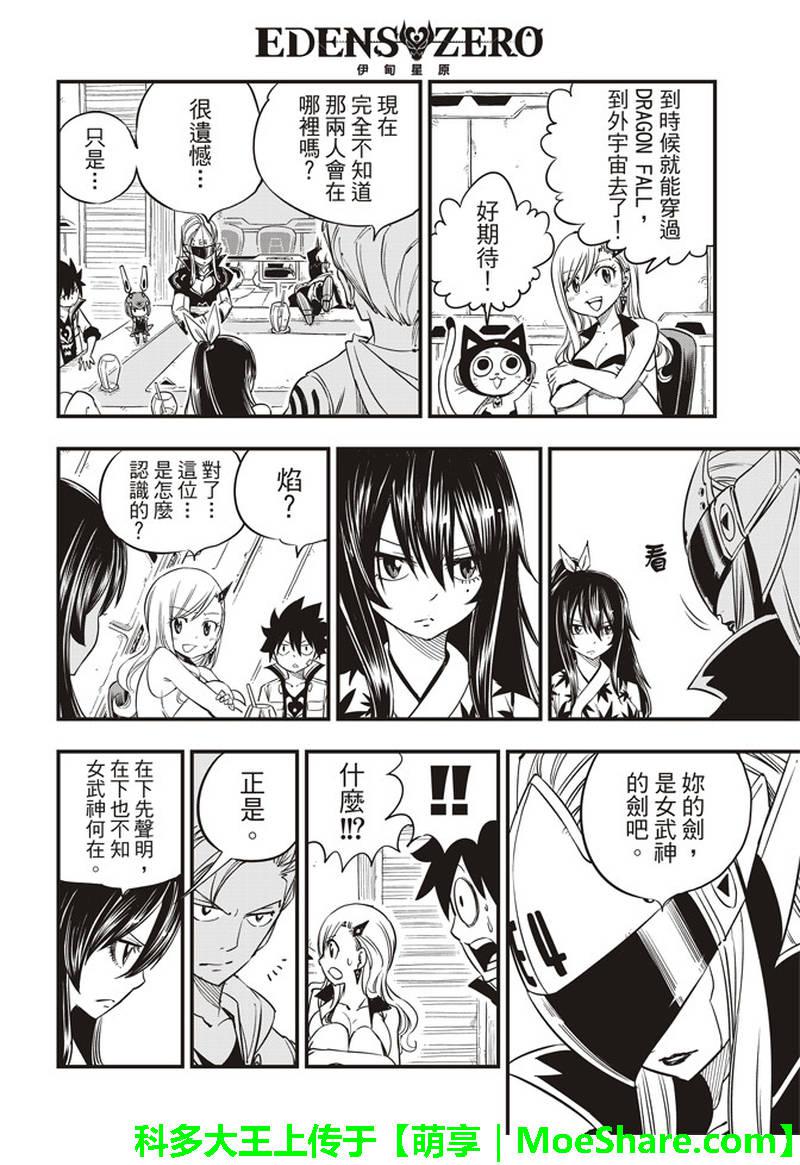 EDENS ZERO
伊甸星原
到時候就能穿過
DRAGON FALL，
到外宇宙去了！
好期待！
現在
完全不知道
那兩人會在
哪裡嗎？
很遺憾…
只是…
看
焰？
對了…
這位…
是怎麼
認識的？
妳的劍，
是女武神
的劍吧。
E4
!!
什麼!!?
正是。
在下先聲明，
在下也不知
女武神何在。
科多大王上传于【萌享｜MoeShare.com】